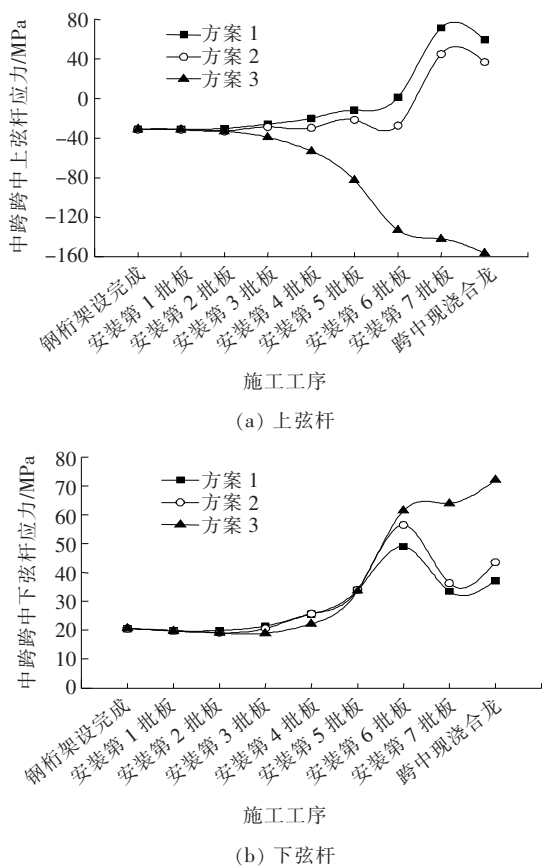 80
40
0
-40
-80
-120
-160
中跨跨中上弦杆应力/MPa
方案 1
方案 2
方案 3
钢桁架设完成
安装第 1 批板
安装第 2 批板
安装第 3 批板
安装第 4 批板
安装第 5 批板
安装第 6 批板
安装第 7 批板
跨中现浇合龙
施工工序
(a) 上弦杆
80
70
60
50
40
30
20
10
0
中跨跨中下弦杆应力/MPa
方案 1
方案 2
方案 3
钢桁架设完成
安装第 1 批板
安装第 2 批板
安装第 3 批板
安装第 4 批板
安装第 5 批板
安装第 6 批板
安装第 7 批板
跨中现浇合龙
施工工序
(b) 下弦杆